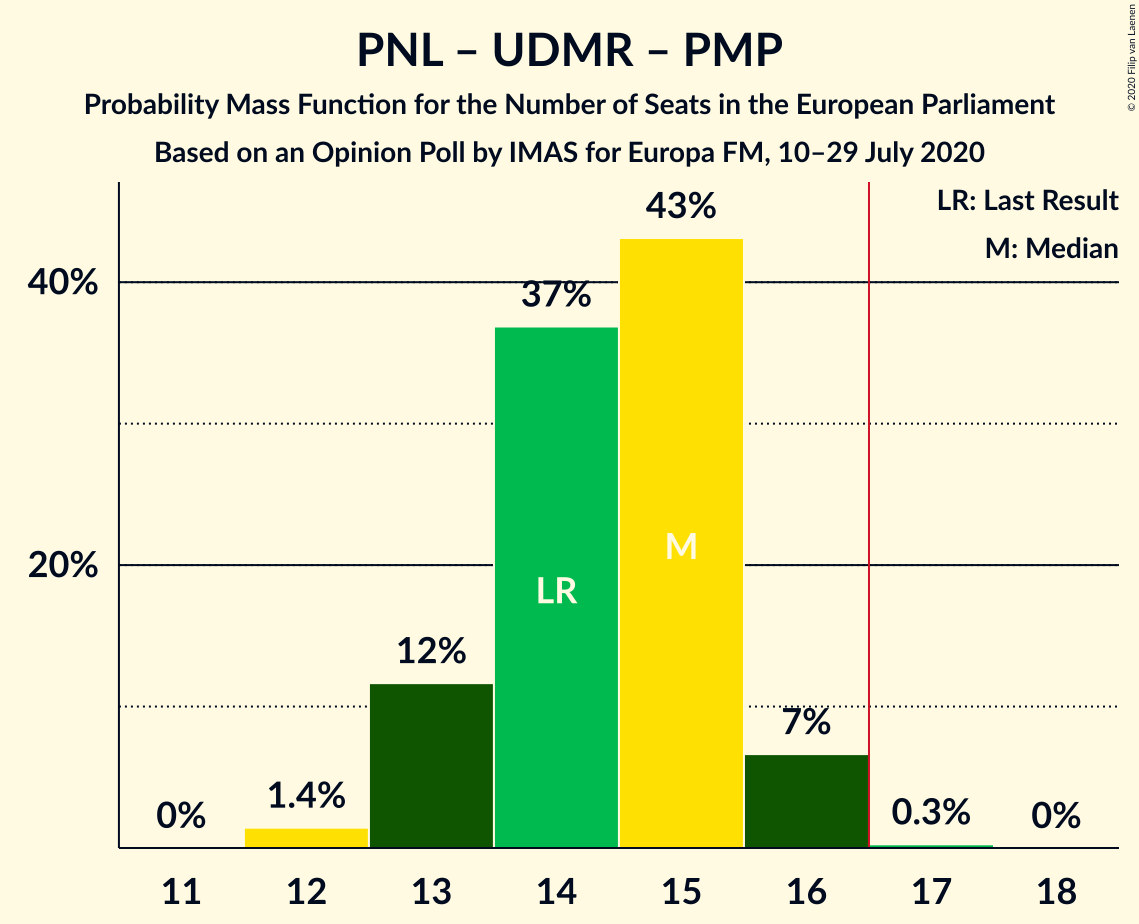 PNL – UDMR – PMP
Probability Mass Function for the Number of Seats in the European Parliament
Based on an Opinion Poll by IMAS for Europa FM, 10–29 July 2020
© 2020 Filip van Laenen
LR: Last Result
M: Median
40%
20%
0%
1.4%
12%
37%
43%
7%
0.3%
0%
LR
M
11 12 13 14 15 16 17 18